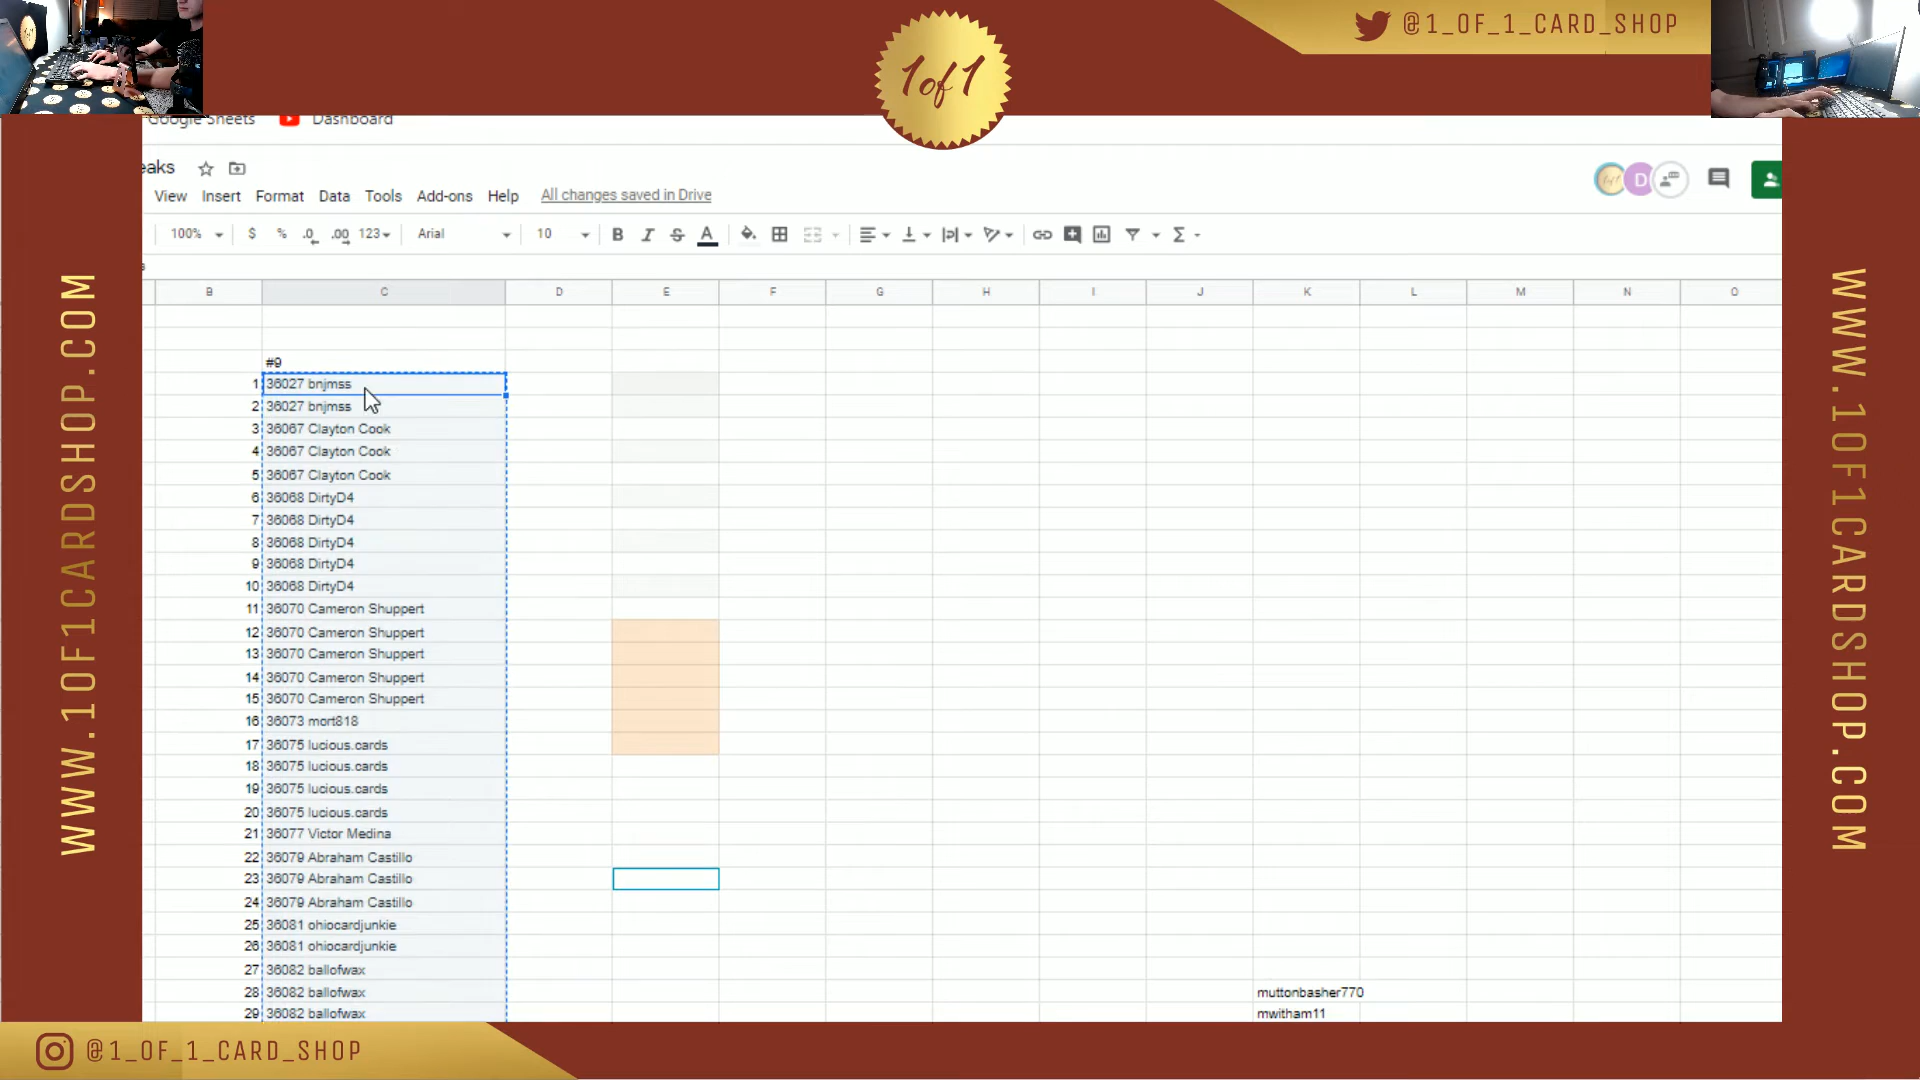 @1_OF_1_CARD_SHOP
1of1
Google Sheets Dashboard
eaks
View Insert Format Data Tools Add-ons Help All changes saved in Drive
D
100% $ % .0 .00 123 Arial 10 B I S A
B C D E F G H I J K L M N O
#9
1 36027 bnjmss
2 36027 bnjmss
3 36067 Clayton Cook
4 36067 Clayton Cook
5 36067 Clayton Cook
6 36068 DirtyD4
7 36068 DirtyD4
8 36068 DirtyD4
9 36068 DirtyD4
10 36068 DirtyD4
11 36070 Cameron Shuppert
12 36070 Cameron Shuppert
13 36070 Cameron Shuppert
14 36070 Cameron Shuppert
15 36070 Cameron Shuppert
16 36073 mort818
17 36075 lucious.cards
18 36075 lucious.cards
19 36075 lucious.cards
20 36075 lucious.cards
21 36077 Victor Medina
22 36079 Abraham Castillo
23 36079 Abraham Castillo
24 36079 Abraham Castillo
25 36081 ohiocardjunkie
26 36081 ohiocardjunkie
27 36082 ballofwax
28 36082 ballofwax muttonbasher770
29 36082 ballofwax mwitham11
WWW.1OF1CARDSHOP.COM
WWW.1OF1CARDSHOP.COM
@1_OF_1_CARD_SHOP